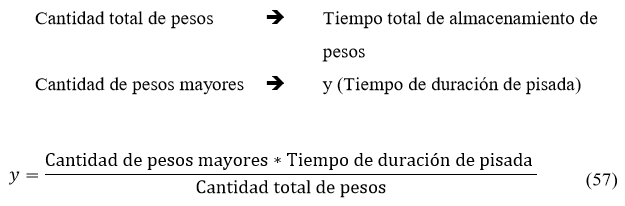 Cantidad total de pesos ➔ Tiempo total de almacenamiento de
pesos
Cantidad de pesos mayores ➔ y (Tiempo de duración de pisada)
y = Cantidad de pesos mayores ∗ Tiempo de duración de pisada / Cantidad total de pesos (57)